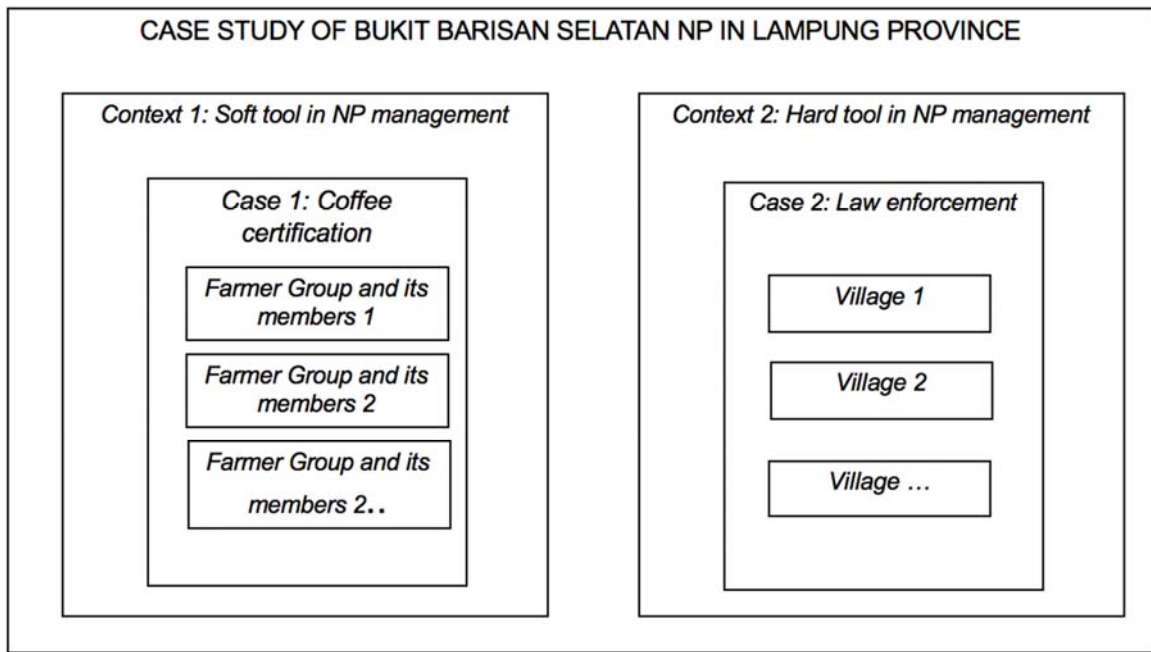 CASE STUDY OF BUKIT BARISAN SELATAN NP IN LAMPUNG PROVINCE
Context 1: Soft tool in NP management
Case 1: Coffee
certification
Farmer Group and its
members 1
Farmer Group and its
members 2
Farmer Group and its
members 2..
Context 2: Hard tool in NP management
Case 2: Law enforcement
Village 1
Village 2
Village ...